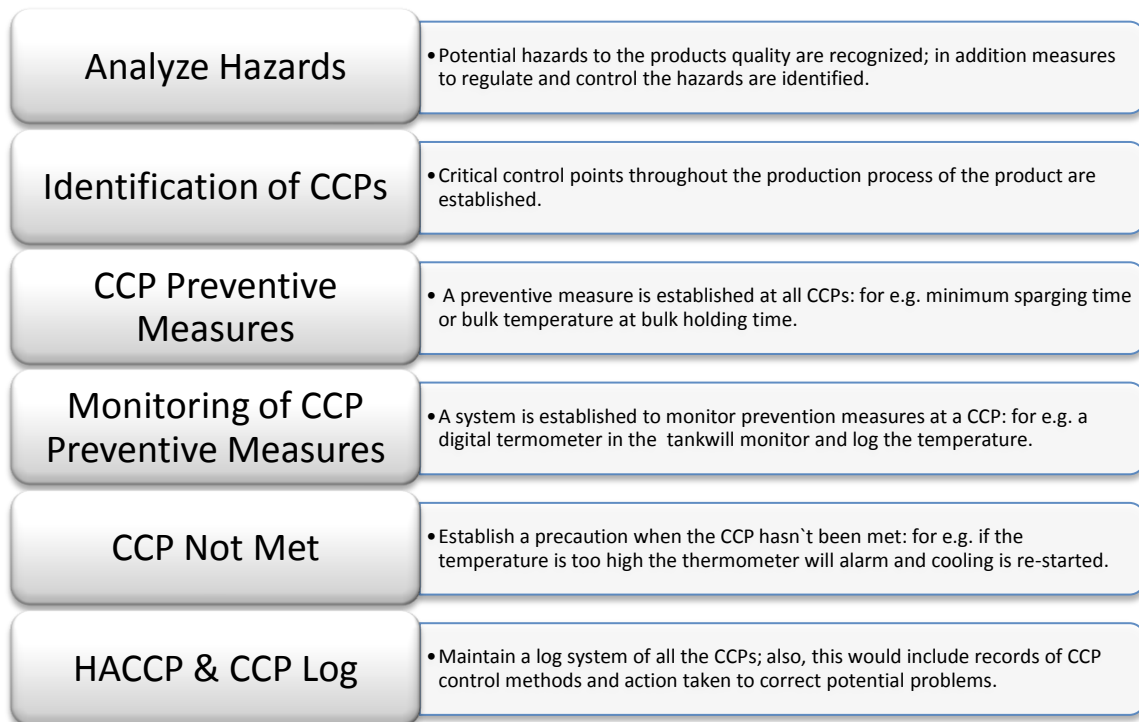 Analyze Hazards
•Potential hazards to the products quality are recognized; in addition measures
to regulate and control the hazards are identified.
Identification of CCPs
•Critical control points throughout the production process of the product are
established.
CCP Preventive
Measures
• A preventive measure is established at all CCPs: for e.g. minimum sparging time
or bulk temperature at bulk holding time.
Monitoring of CCP
Preventive Measures
•A system is established to monitor prevention measures at a CCP: for e.g. a
digital termometer in the tankwill monitor and log the temperature.
CCP Not Met
•Establish a precaution when the CCP hasn`t been met: for e.g. if the
temperature is too high the thermometer will alarm and cooling is re-started.
HACCP & CCP Log
•Maintain a log system of all the CCPs; also, this would include records of CCP
control methods and action taken to correct potential problems.